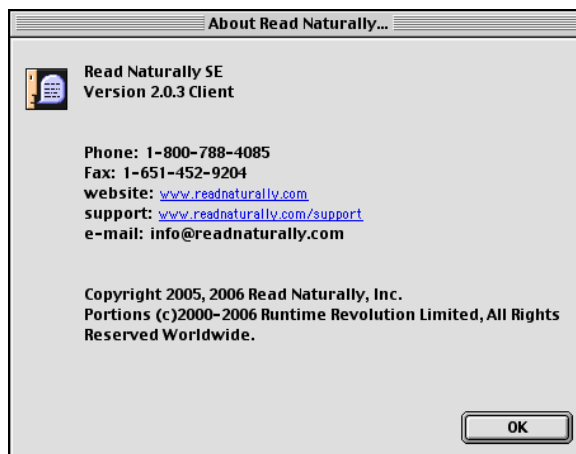 About Read Naturally...
Read Naturally SE
Version 2.0.3 Client
Phone: 1-800-788-4085
Fax: 1-651-452-9204
website: www.readnaturally.com
support: www.readnaturally.com/support
e-mail: info@readnaturally.com
Copyright 2005, 2006 Read Naturally, Inc.
Portions (c)2000-2006 Runtime Revolution Limited, All Rights
Reserved Worldwide.
OK